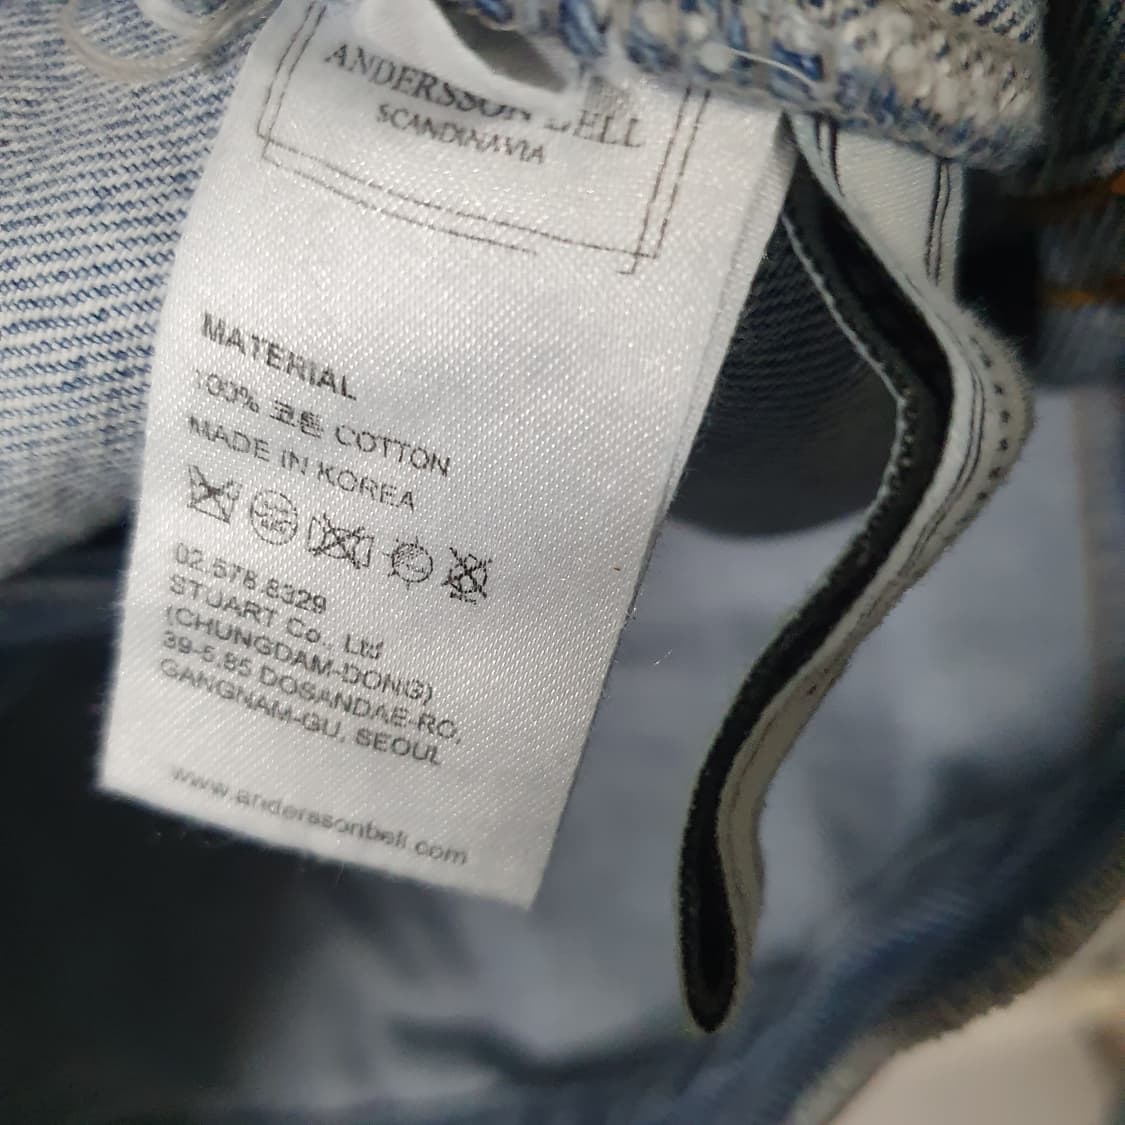 ANDERSSON BELL
SCANDINAVIA
MATERIAL
100% 코튼 COTTON
MADE IN KOREA
02.578.8329
STUART Co., Ltd
(CHUNGDAM-DONG)
39-5,85 DOSANDAE-RO,
GANGNAM-GU, SEOUL
www.anderssonbell.com